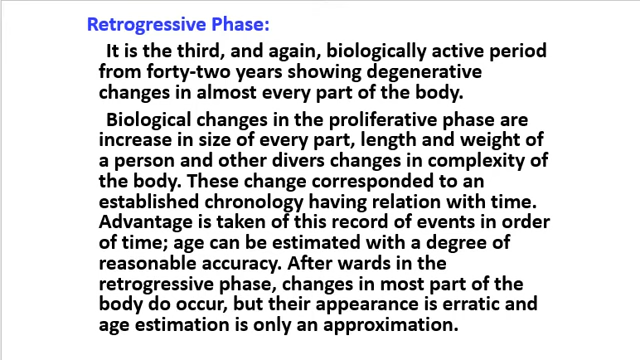 Retrogressive Phase:
It is the third, and again, biologically active period
from forty-two years showing degenerative
changes in almost every part of the body.
Biological changes in the proliferative phase are
increase in size of every part, length and weight of
a person and other divers changes in complexity of
the body. These change corresponded to an
established chronology having relation with time.
Advantage is taken of this record of events in order
of time; age can be estimated with a degree of
reasonable accuracy. After wards in the
retrogressive phase, changes in most part of the
body do occur, but their appearance is erratic and
age estimation is only an approximation.